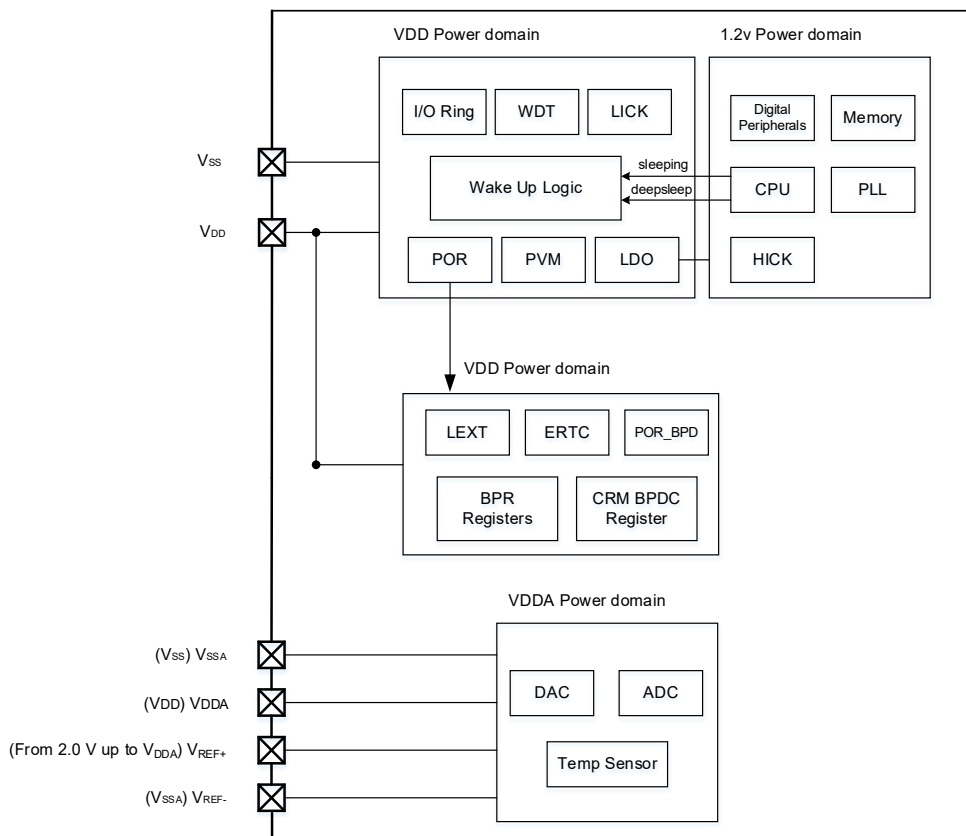 VDD Power domain
1.2v Power domain
I/O Ring
WDT
LICK
Digital
Peripherals
Memory
VSS
sleeping
Wake Up Logic
deepsleep
CPU
PLL
VDD
POR
PVM
LDO
HICK
VDD Power domain
LEXT
ERTC
POR_BPD
BPR
Registers
CRM BPDC
Register
VDDA Power domain
(VSS) VSSA
(VDD) VDDA
DAC
ADC
(From 2.0 V up to VDDA) VREF+
Temp Sensor
(VSSA) VREF-